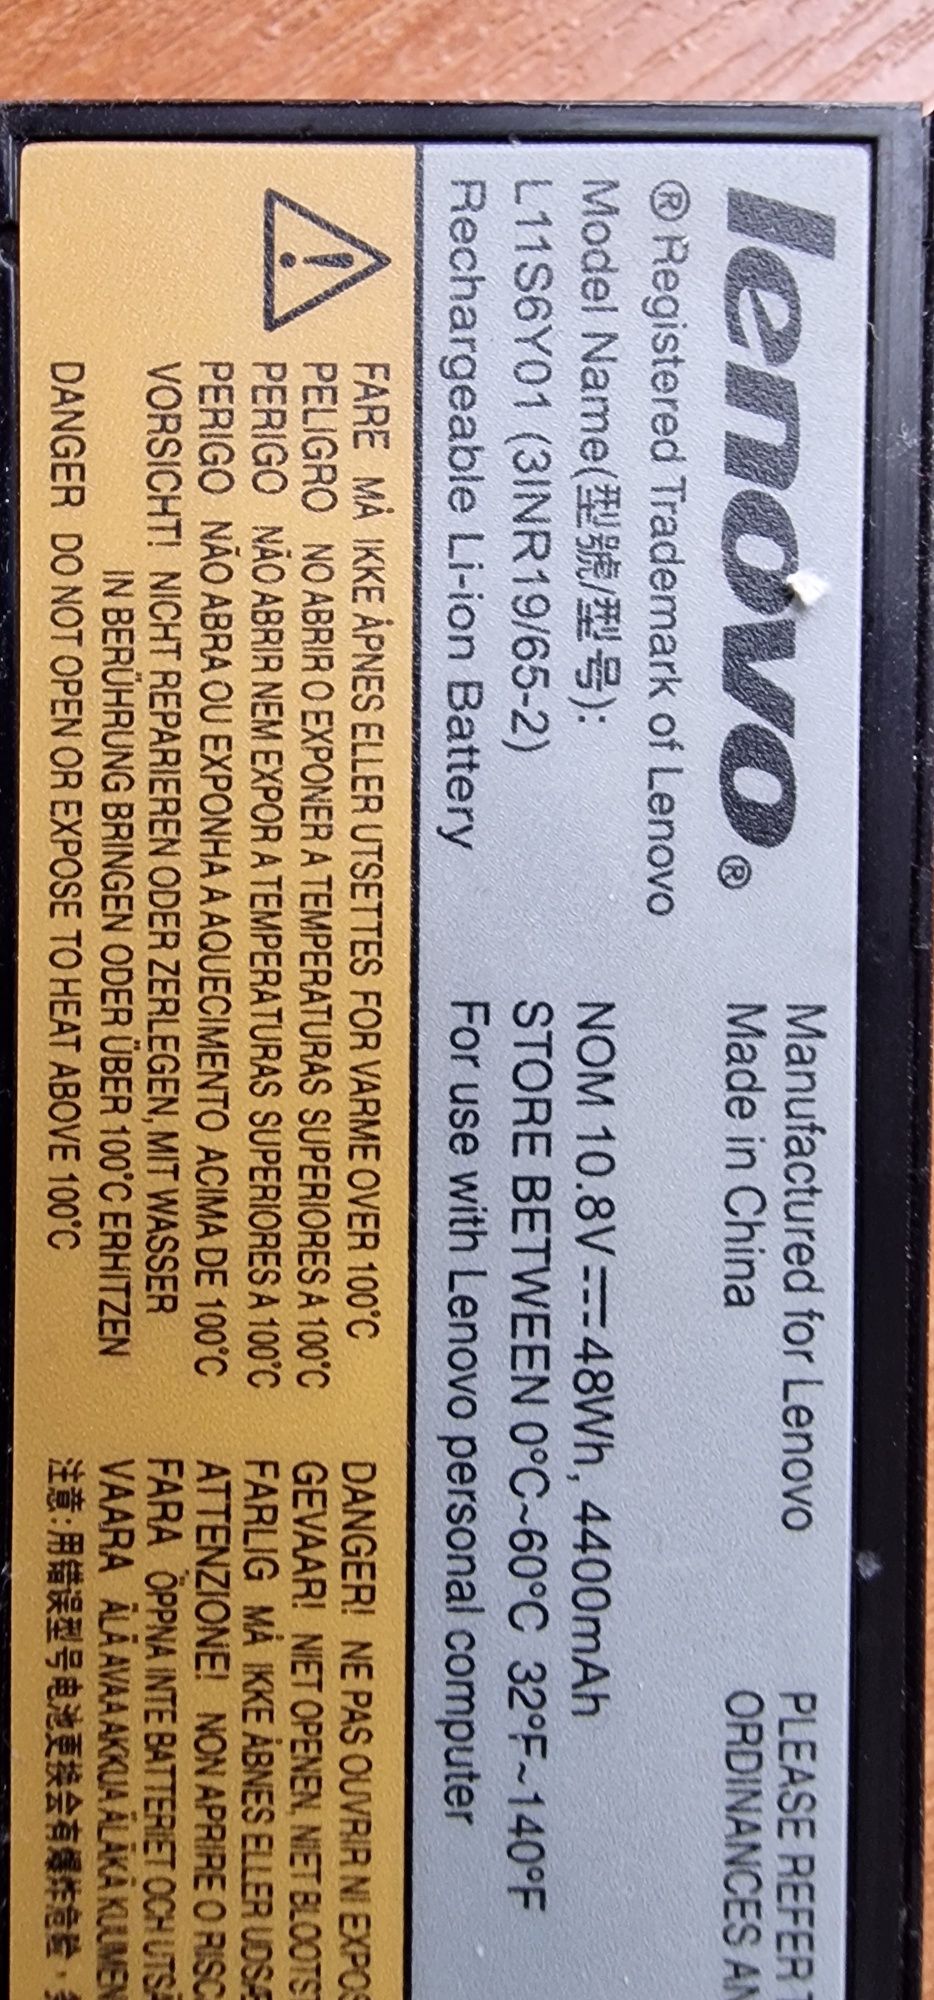 lenovo®
® Registered Trademark of Lenovo
Model Name(型號/型号):
L11S6Y01 (3INR19/65-2)
Rechargeable Li-ion Battery
Manufactured for Lenovo
Made in China
NOM 10.8V⎓48Wh, 4400mAh
STORE BETWEEN 0°C~60°C 32°F~140°F
For use with Lenovo personal computer
PLEASE REFER
ORDINANCES
FARE MÅ IKKE ÅPNES ELLER UTSETTES FOR VARME OVER 100°C
PELIGRO NO ABRIR O EXPONER A TEMPERATURAS SUPERIORES A 100°C
PERIGO NÃO ABRIR NEM EXPOR A TEMPERATURAS SUPERIORES A 100°C
PERIGO NÃO ABRA OU EXPONHA A AQUECIMENTO ACIMA DE 100°C
VORSICHT! NICHT REPARIEREN ODER ZERLEGEN, MIT WASSER
IN BERÜHRUNG BRINGEN ODER ÜBER 100°C ERHITZEN
DANGER DO NOT OPEN OR EXPOSE TO HEAT ABOVE 100°C
DANGER! NE PAS OUVRIR NI EXPOS
GEVAAR! NIET OPENEN, NIET BLOOTS
FARLIG MÅ IKKE ÅBNES ELLER UDSÆ
ATTENZIONE! NON APRIRE O RISC
FARA ÖPPNA INTE BATTERIET OCH UTSÄ
VAARA ÄLÄ AVAA AKKUA ÄLÄKÄ KUUMEN
注意:用错误型号电池更换会有爆炸危险,